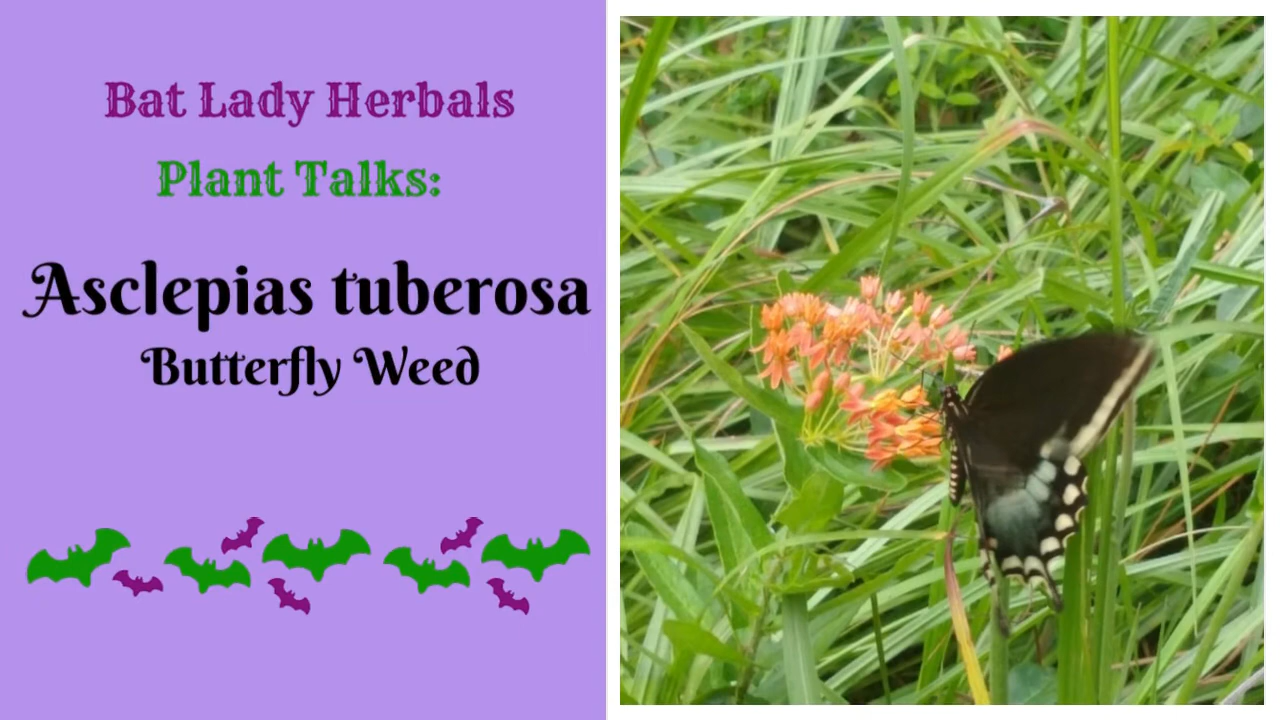 Bat Lady Herbals
Plant Talks:
Asclepias tuberosa
Butterfly Weed